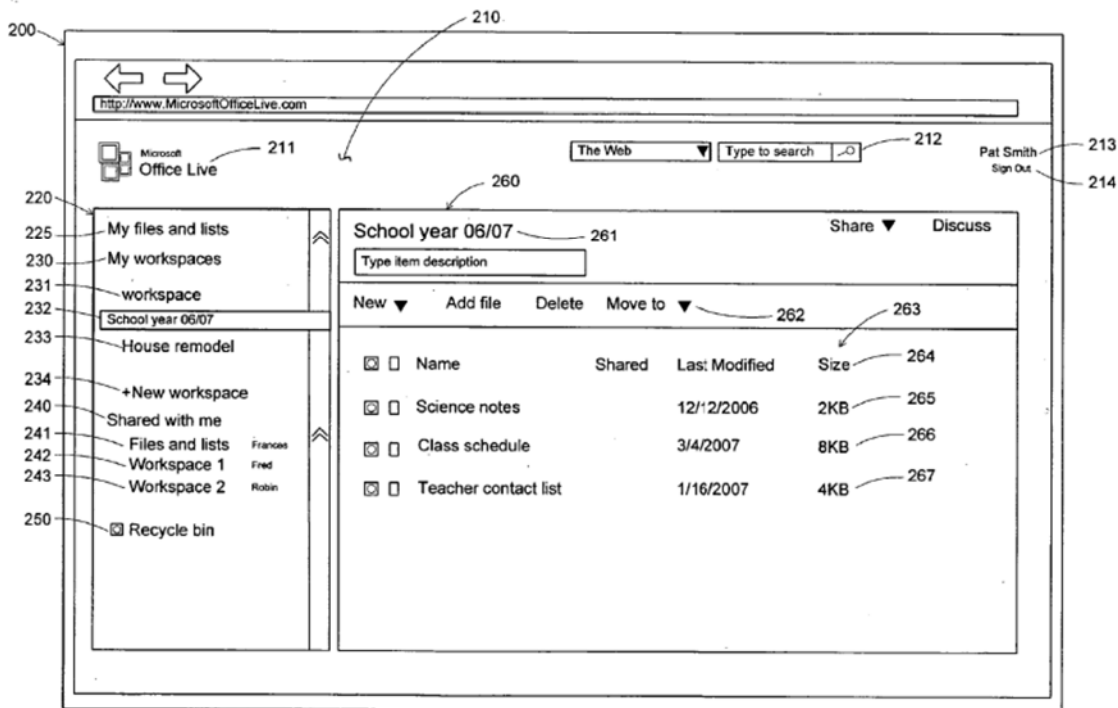 210
200
http://www.MicrosoftOfficeLive.com
Microsoft
Office Live
211
The Web
Type to search
212
Pat Smith
213
Sign Out
214
220
260
225
My files and lists
School year 06/07
261
Share
Discuss
230
My workspaces
Type item description
231
workspace
232
School year 06/07
New
Add file
Delete
Move to
262
263
233
House remodel
Name
Shared
Last Modified
Size
264
234
+New workspace
Science notes
12/12/2006
2KB
265
240
Shared with me
241
Files and lists
Frances
Class schedule
3/4/2007
8KB
266
242
Workspace 1
Fred
243
Workspace 2
Robin
Teacher contact list
1/16/2007
4KB
267
250
Recycle bin